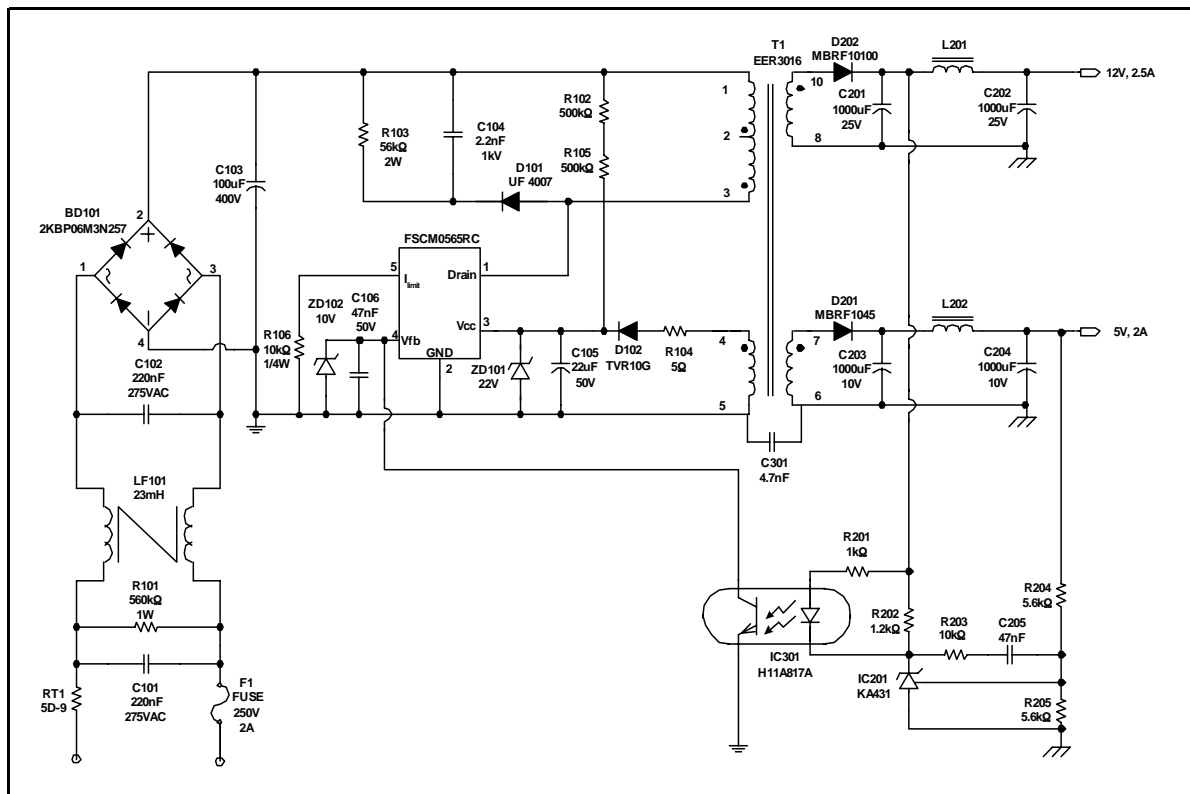 T1
EER3016
D202
MBRF10100
L201
12V, 2.5A
1
2
3
10
8
C201
1000uF
25V
C202
1000uF
25V
R102
500kΩ
R105
500kΩ
R103
56kΩ
2W
C104
2.2nF
1kV
D101
UF 4007
C103
100uF
400V
BD101
2KBP06M3N257
2
1
3
4
FSCM0565RC
5
Ilimit
Drain
1
Vcc
3
4
Vfb
GND
2
ZD102
10V
C106
47nF
50V
R106
10kΩ
1/4W
ZD101
22V
C105
22uF
50V
D102
TVR10G
R104
5Ω
4
5
7
6
D201
MBRF1045
L202
5V, 2A
C203
1000uF
10V
C204
1000uF
10V
C102
220nF
275VAC
C301
4.7nF
LF101
23mH
R101
560kΩ
1W
C101
220nF
275VAC
RT1
5D-9
F1
FUSE
250V
2A
R201
1kΩ
R202
1.2kΩ
R203
10kΩ
C205
47nF
R204
5.6kΩ
IC301
H11A817A
IC201
KA431
R205
5.6kΩ